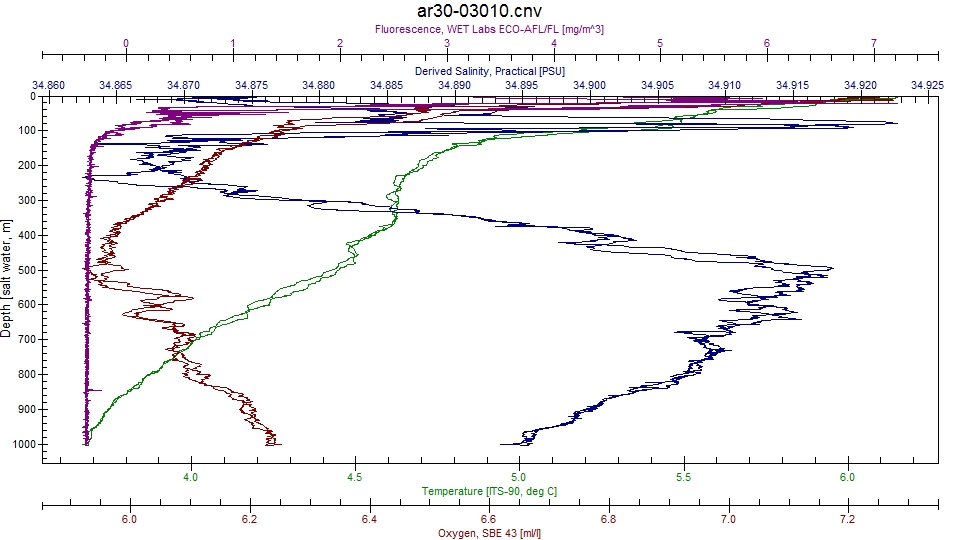 ar30-03010.cnv
Fluorescence, WET Labs ECO-AFL/FL [mg/m^3]
0 1 2 3 4 5 6 7
Derived Salinity, Practical [PSU]
34.860 34.865 34.870 34.875 34.880 34.885 34.890 34.895 34.900 34.905 34.910 34.915 34.920 34.925
0
100
200
300
400
500
600
700
800
900
1000
Depth [salt water, m]
4.0 4.5 5.0 5.5 6.0
Temperature [ITS-90, deg C]
6.0 6.2 6.4 6.6 6.8 7.0 7.2
Oxygen, SBE 43 [ml/l]